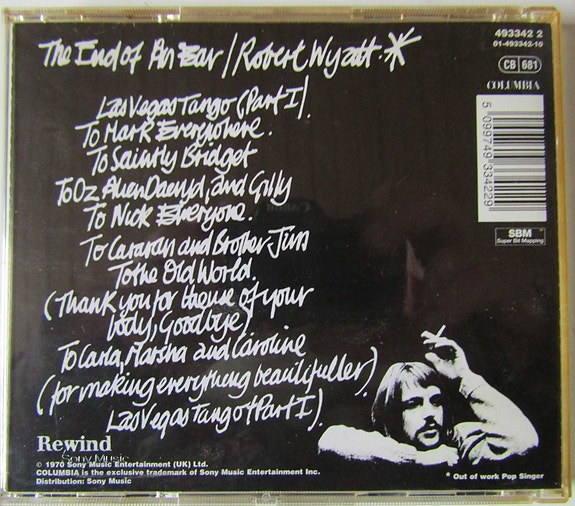 The End of An Ear / Robert Wyatt.*
493342 2
01-493342-10
CB 681
COLUMBIA
5 099749 334229
SBM
Super Bit Mapping
Las Vegas Tango (Part I).
To Mark Everywhere.
To Saintly Bridget
To Oz Alien Daevyd, and Gilly
To Nick Everyone.
To Caravan and Brother Jim
To the Old World.
(Thank you for the use of your
body, Goodbye)
To Carla, Marsha and Caroline
(for making everything beautifuller)
Las Vegas Tango (Part I).
Rewind
Sony Music
© 1970 Sony Music Entertainment (UK) Ltd.
COLUMBIA is the exclusive trademark of Sony Music Entertainment Inc.
Distribution: Sony Music
* Out of work Pop Singer